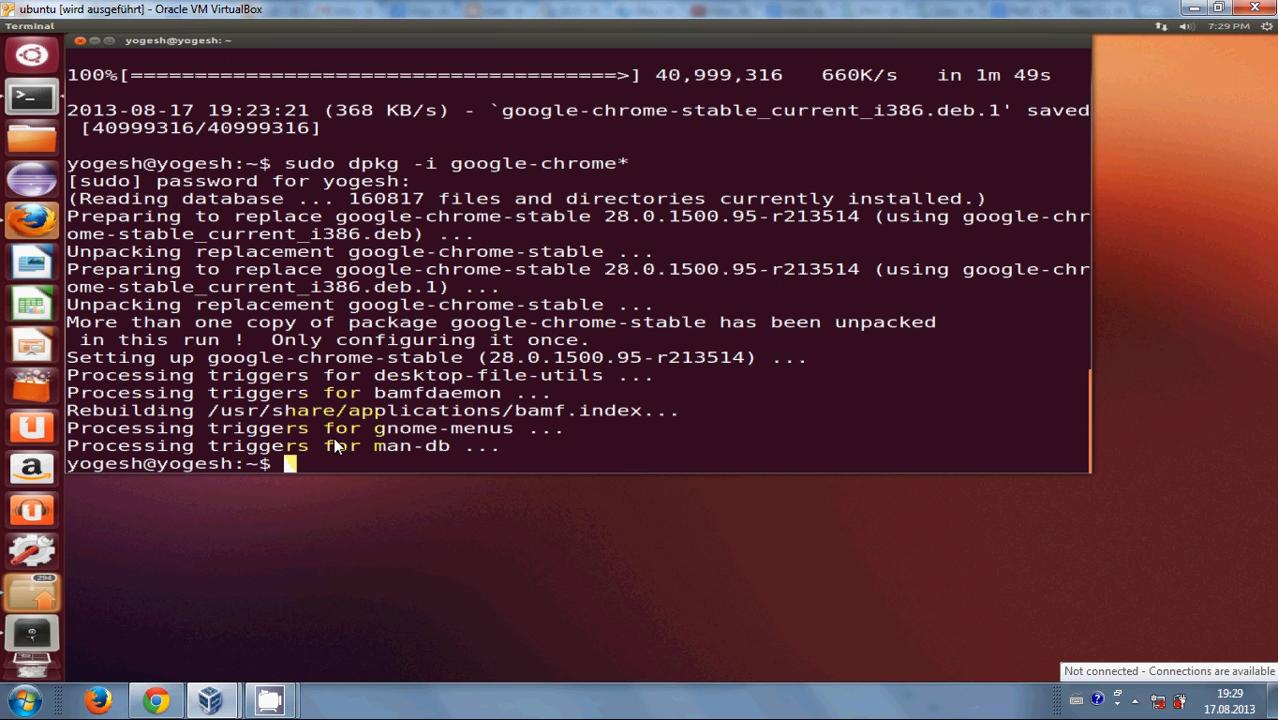 ubuntu [wird ausgeführt] - Oracle VM VirtualBox
Terminal
7:29 PM
yogesh@yogesh: ~
100%[======================================>] 40,999,316   660K/s   in 1m 49s
2013-08-17 19:23:21 (368 KB/s) - `google-chrome-stable_current_i386.deb.1' saved
[40999316/40999316]
yogesh@yogesh:~$ sudo dpkg -i google-chrome*
[sudo] password for yogesh:
(Reading database ... 160817 files and directories currently installed.)
Preparing to replace google-chrome-stable 28.0.1500.95-r213514 (using google-chr
ome-stable_current_i386.deb) ...
Unpacking replacement google-chrome-stable ...
Preparing to replace google-chrome-stable 28.0.1500.95-r213514 (using google-chr
ome-stable_current_i386.deb.1) ...
Unpacking replacement google-chrome-stable ...
More than one copy of package google-chrome-stable has been unpacked
in this run !  Only configuring it once.
Setting up google-chrome-stable (28.0.1500.95-r213514) ...
Processing triggers for desktop-file-utils ...
Processing triggers for bamfdaemon ...
Rebuilding /usr/share/applications/bamf.index...
Processing triggers for gnome-menus ...
Processing triggers for man-db ...
yogesh@yogesh:~$
294
Not connected - Connections are available
19:29
17.08.2013